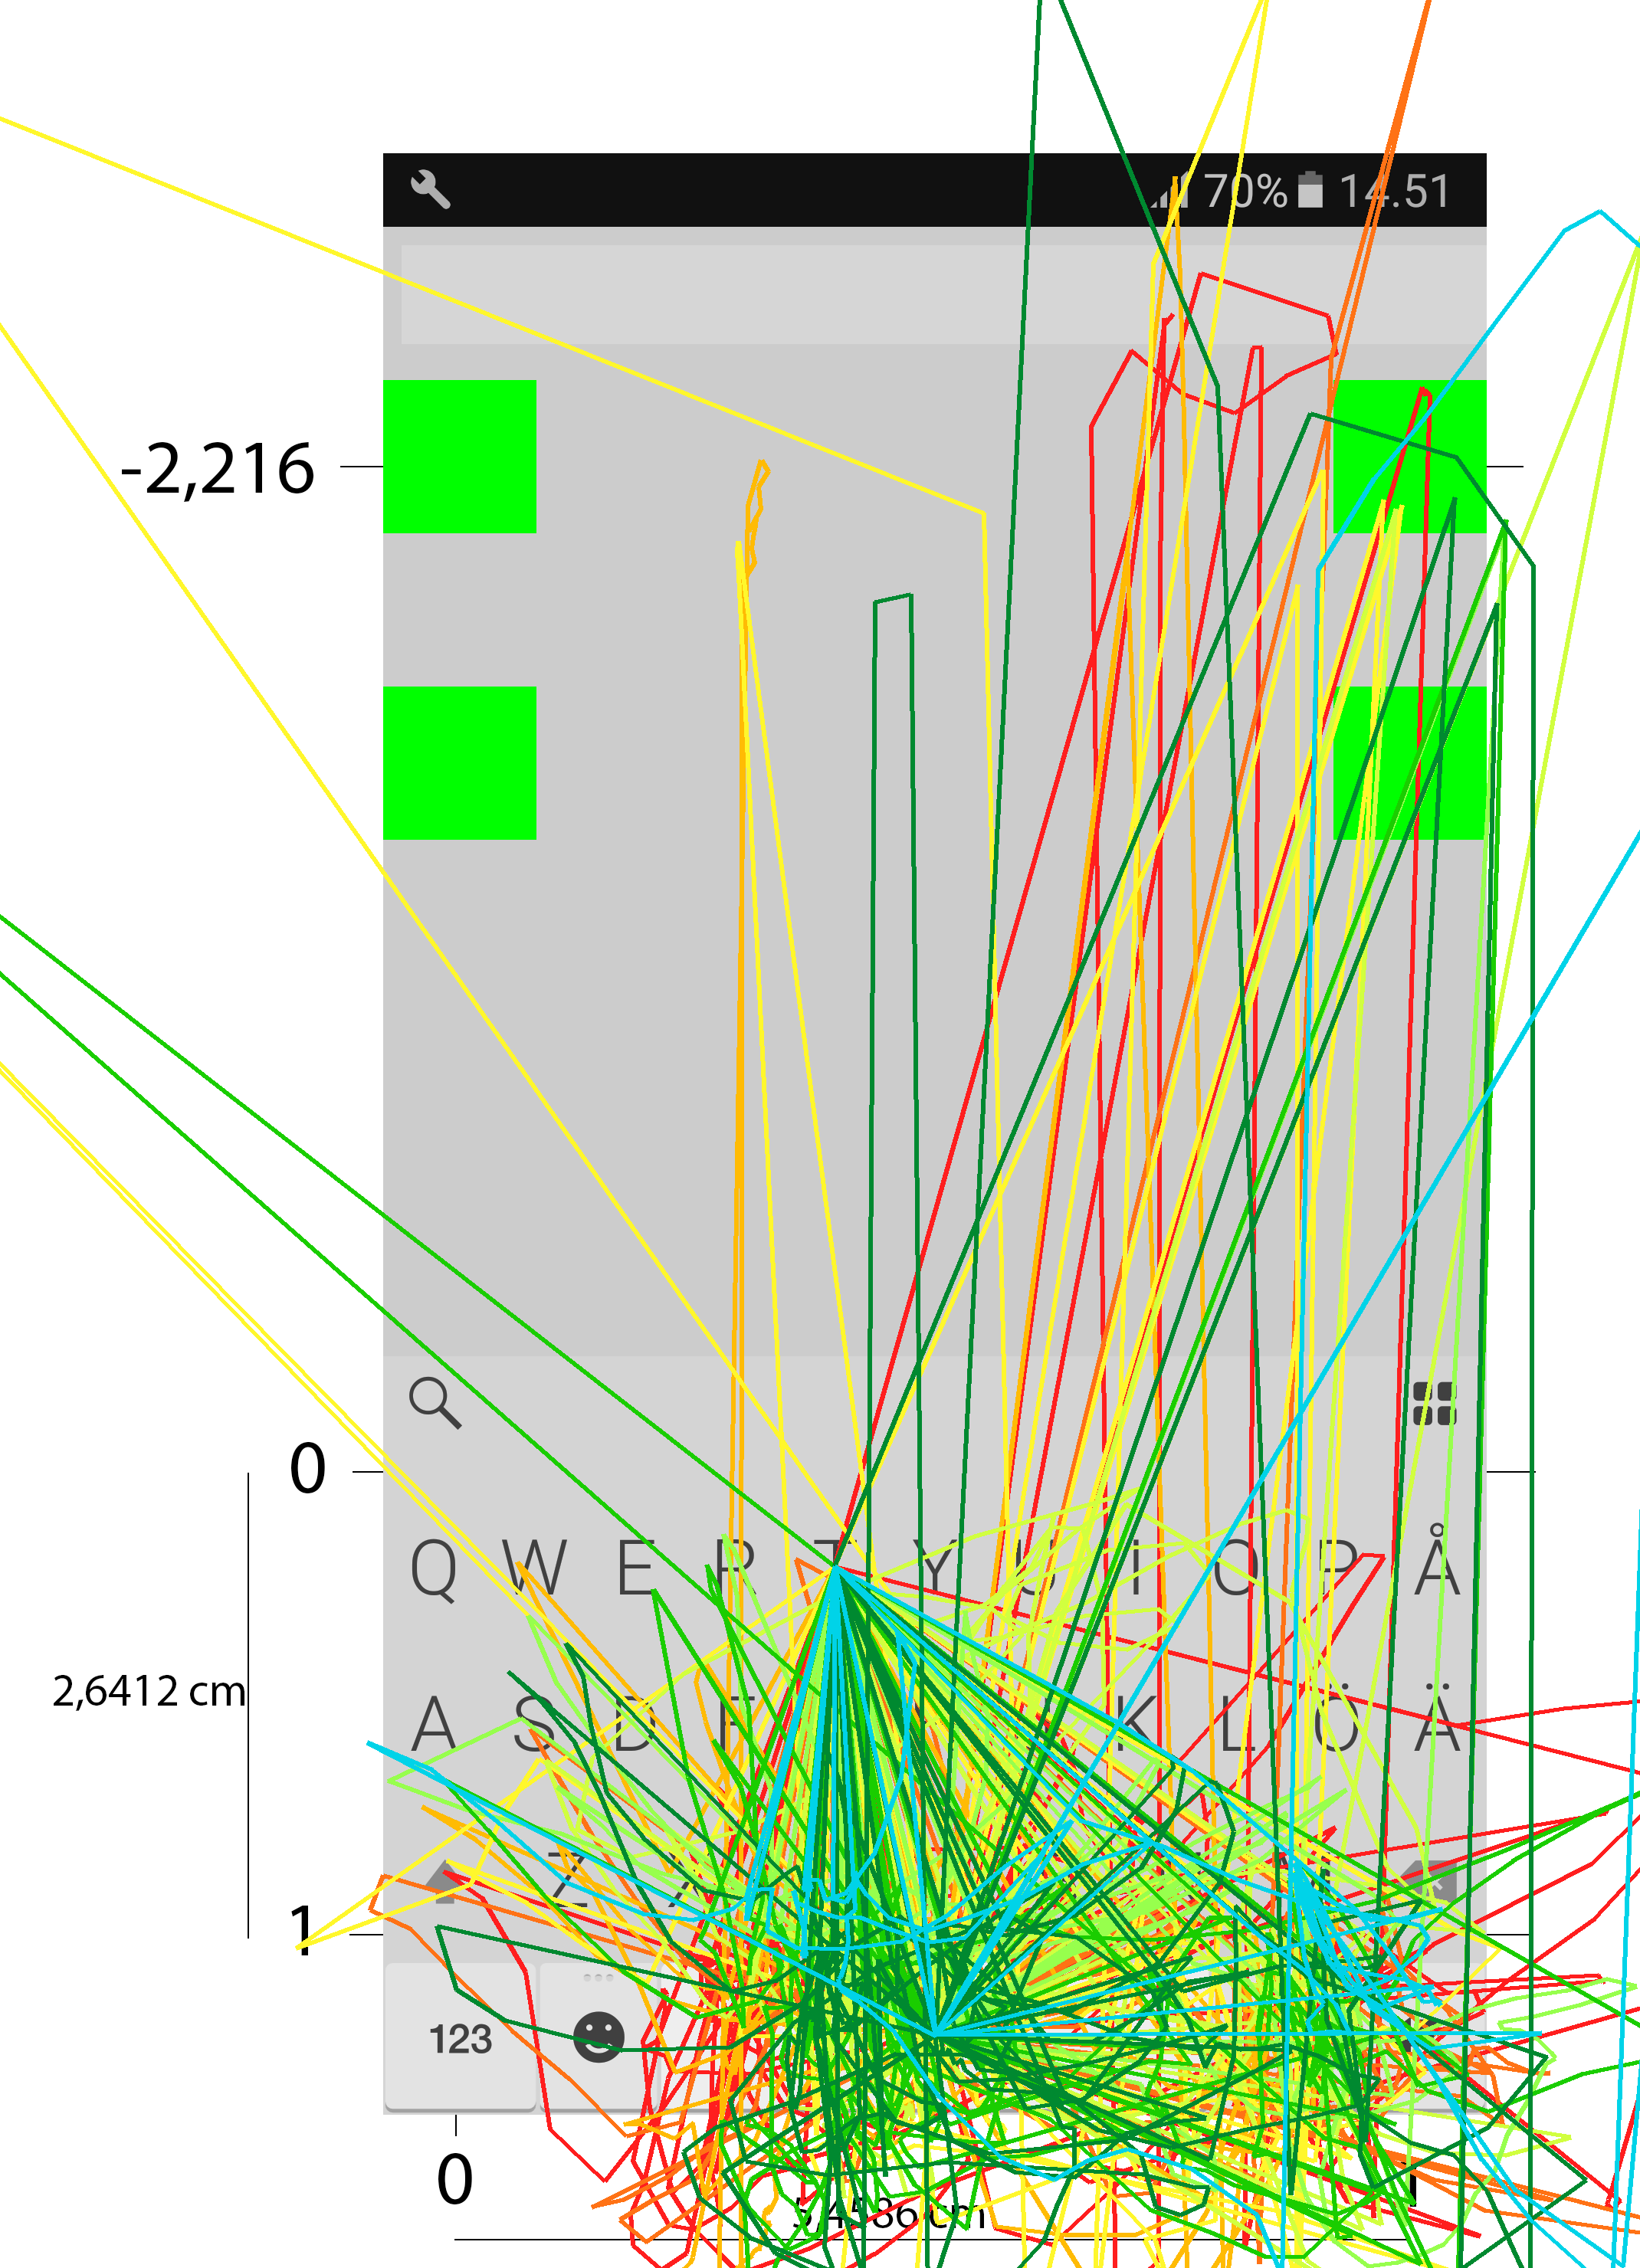 70% 14.51
-2,216
0
Q W E R T Y U I O P Å
2,6412 cm
A S D F K L Ö Ä
Z
1
123
0
5,4586 cm